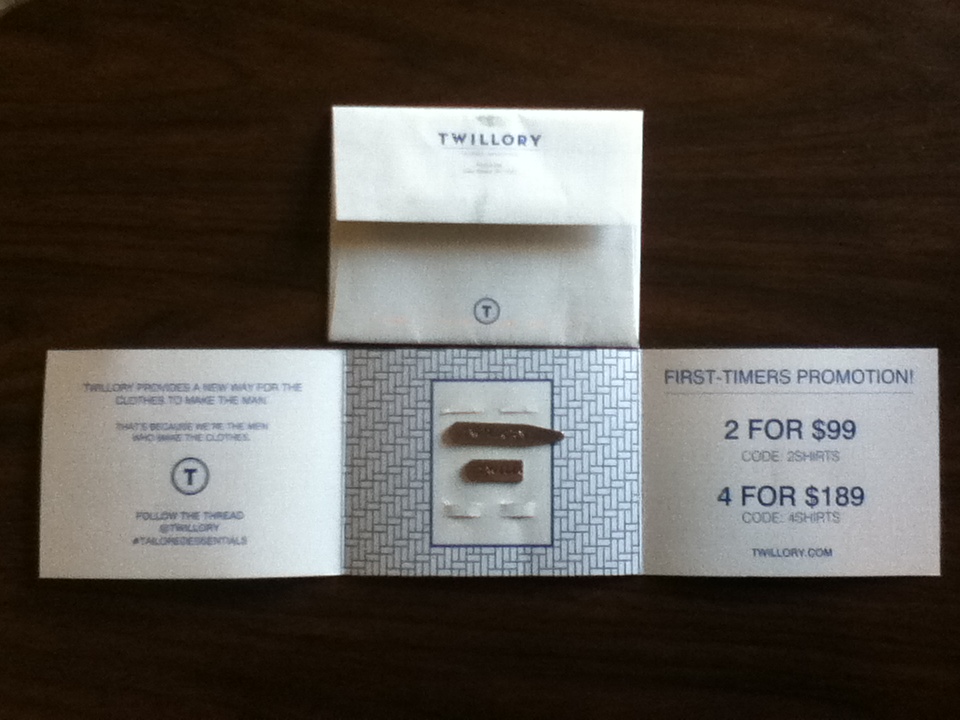 TWILLORY
T
TWILLORY PROVIDES A NEW WAY FOR THE
CLOTHES TO MAKE THE MAN.
THAT'S BECAUSE WE'RE THE MEN
WHO MAKE THE CLOTHES.
T
FOLLOW THE THREAD
@TWILLORY
#TAILOREDESSENTIALS
FIRST-TIMERS PROMOTION!
2 FOR $99
CODE: 2SHIRTS
4 FOR $189
CODE: 4SHIRTS
TWILLORY.COM